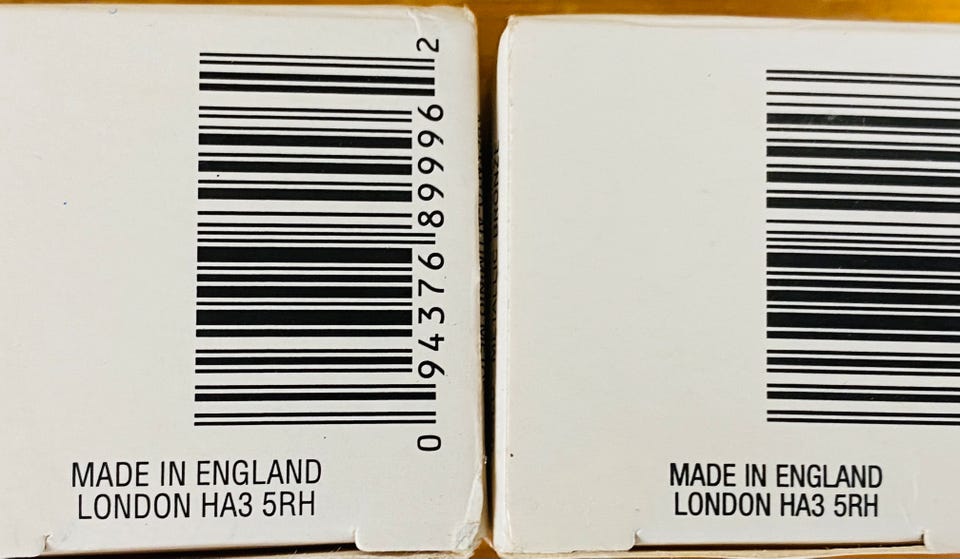 0 94376 89996 2
MADE IN ENGLAND
LONDON HA3 5RH
MADE IN ENGLAND
LONDON HA3 5RH